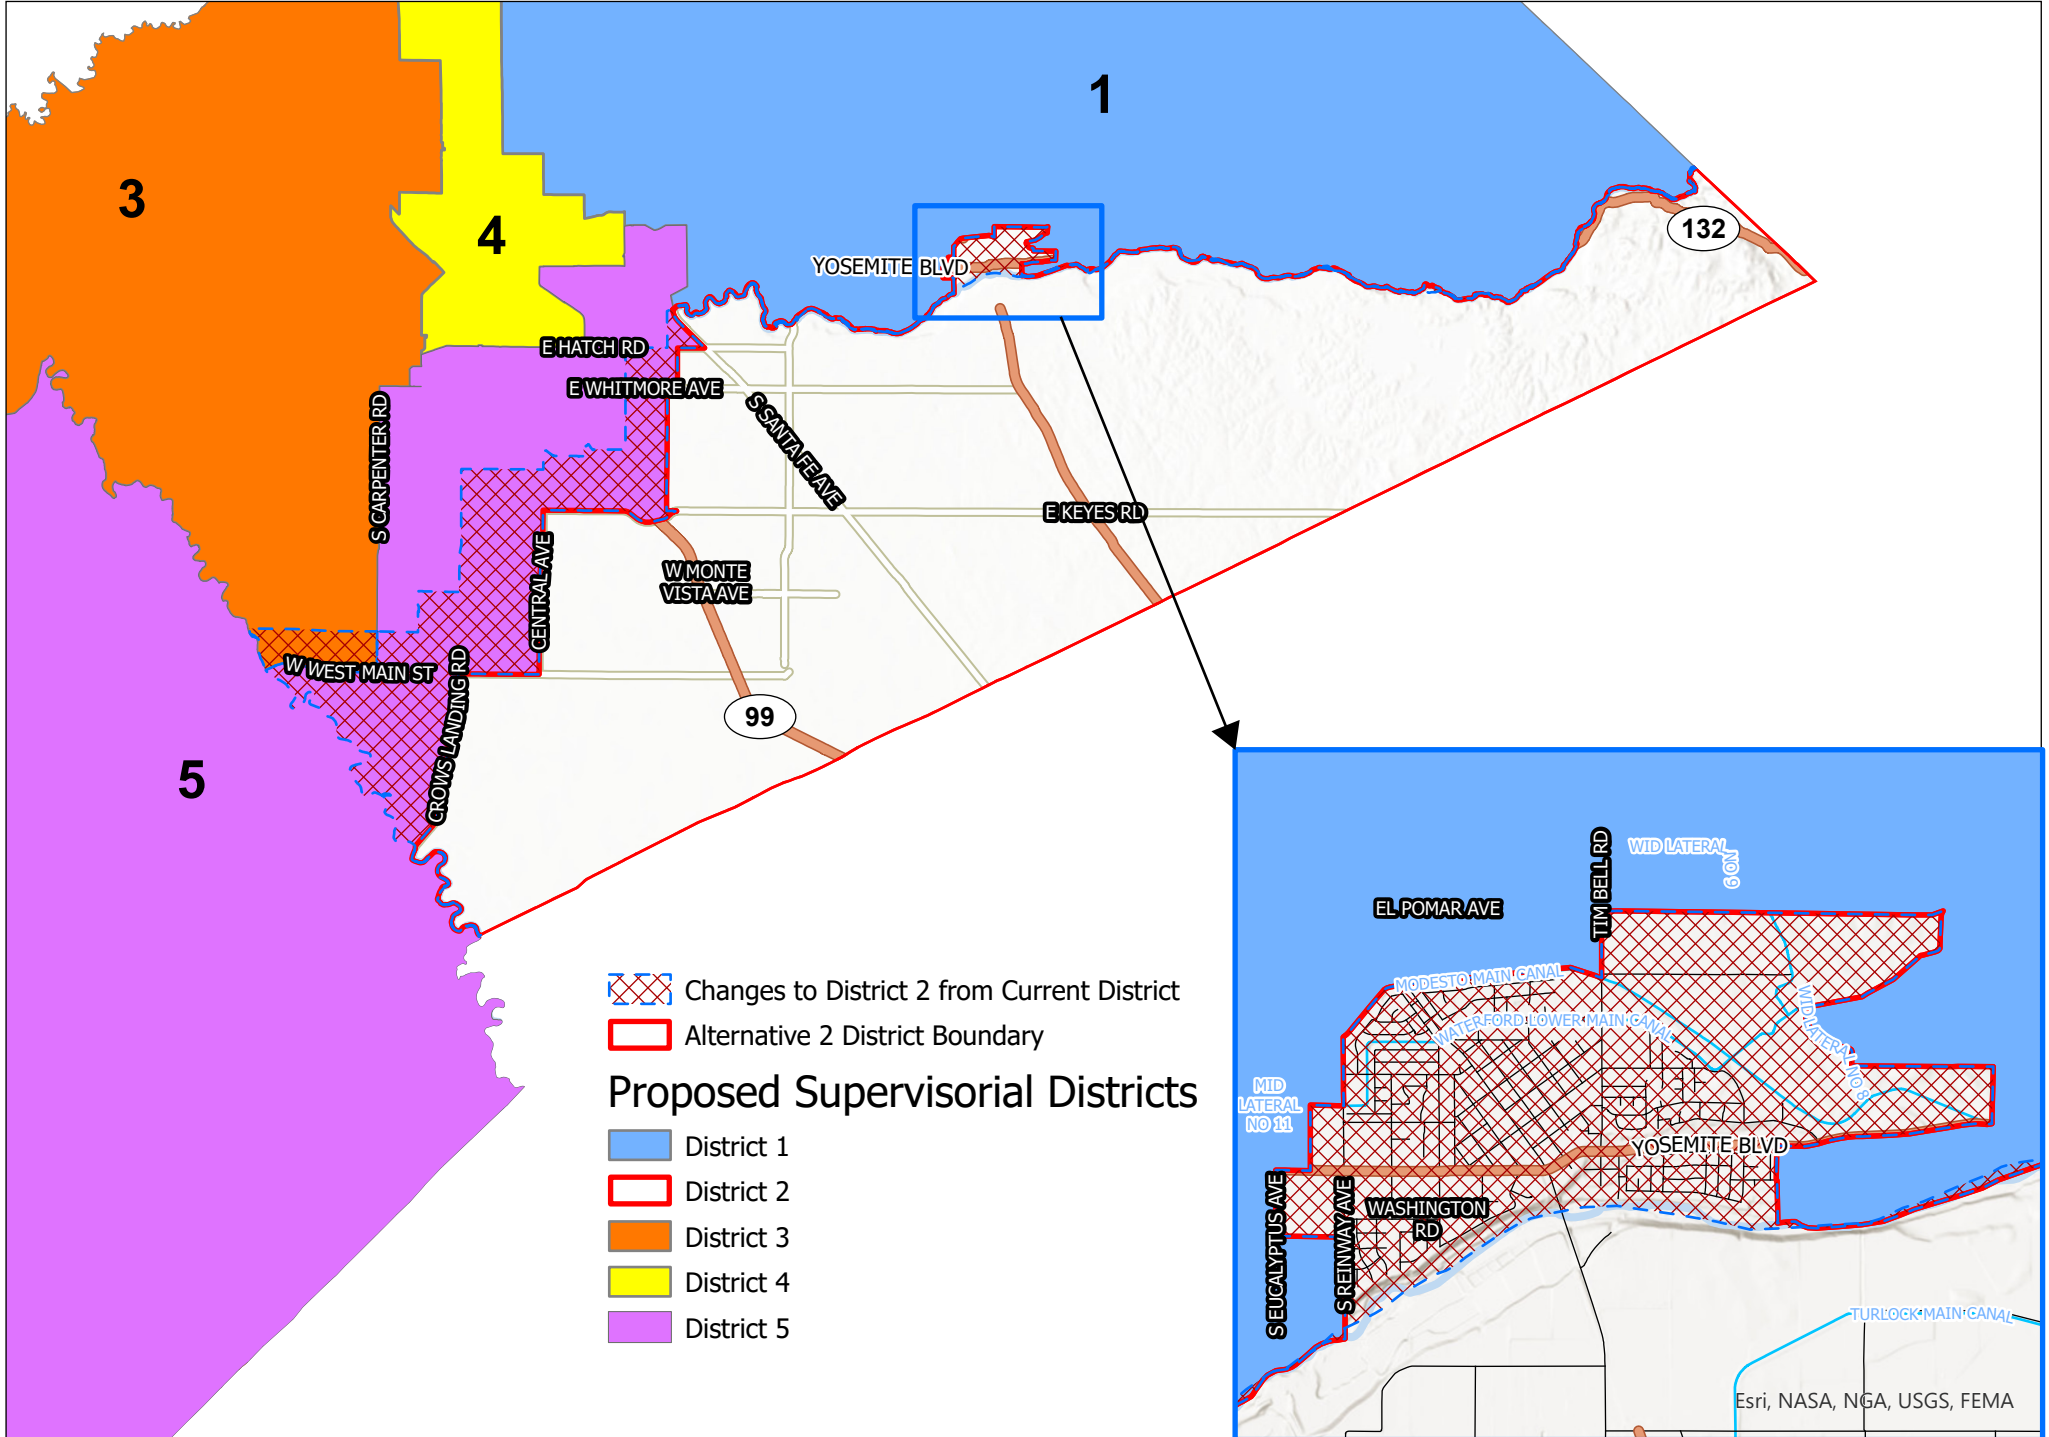 1
3
4
132
YOSEMITE BLVD
E HATCH RD
E WHITMORE AVE
S CARPENTER RD
S SANTA FE AVE
E KEYES RD
CENTRAL AVE
W MONTE
VISTA AVE
W WEST MAIN ST
CROWS LANDING RD
99
5
Changes to District 2 from Current District
Alternative 2 District Boundary
Proposed Supervisorial Districts
District 1
District 2
District 3
District 4
District 5
TIM BELL RD
WID LATERAL
NO 9
EL POMAR AVE
MODESTO MAIN CANAL
WATERFORD LOWER MAIN CANAL
WID LATERAL No 8
MID
LATERAL
NO 11
YOSEMITE BLVD
S EUCALYPTUS AVE
S REINWAY AVE
WASHINGTON
RD
TURLOCK MAIN CANAL
Esri, NASA, NGA, USGS, FEMA